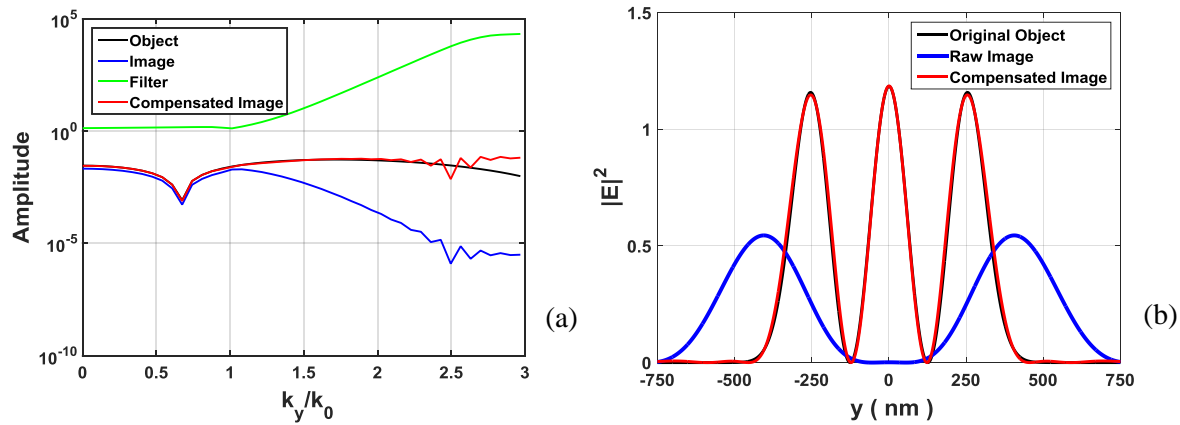 10^5
10^0
10^-5
10^-10
Amplitude
Object
Image
Filter
Compensated Image
0 0.5 1 1.5 2 2.5 3
k_y/k_0
(a)
1.5
1
0.5
0
|E|^2
Original Object
Raw Image
Compensated Image
-750 -500 -250 0 250 500 750
y ( nm )
(b)